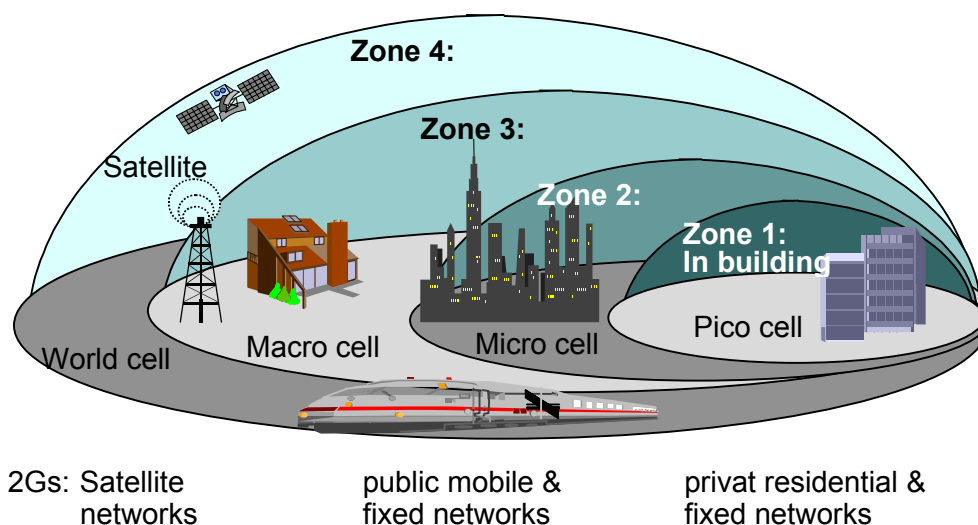 Zone 4:
Zone 3:
Satellite
Zone 2:
Zone 1:
In building
Pico cell
Micro cell
Macro cell
World cell
2Gs: Satellite
networks
public mobile &
fixed networks
privat residential &
fixed networks